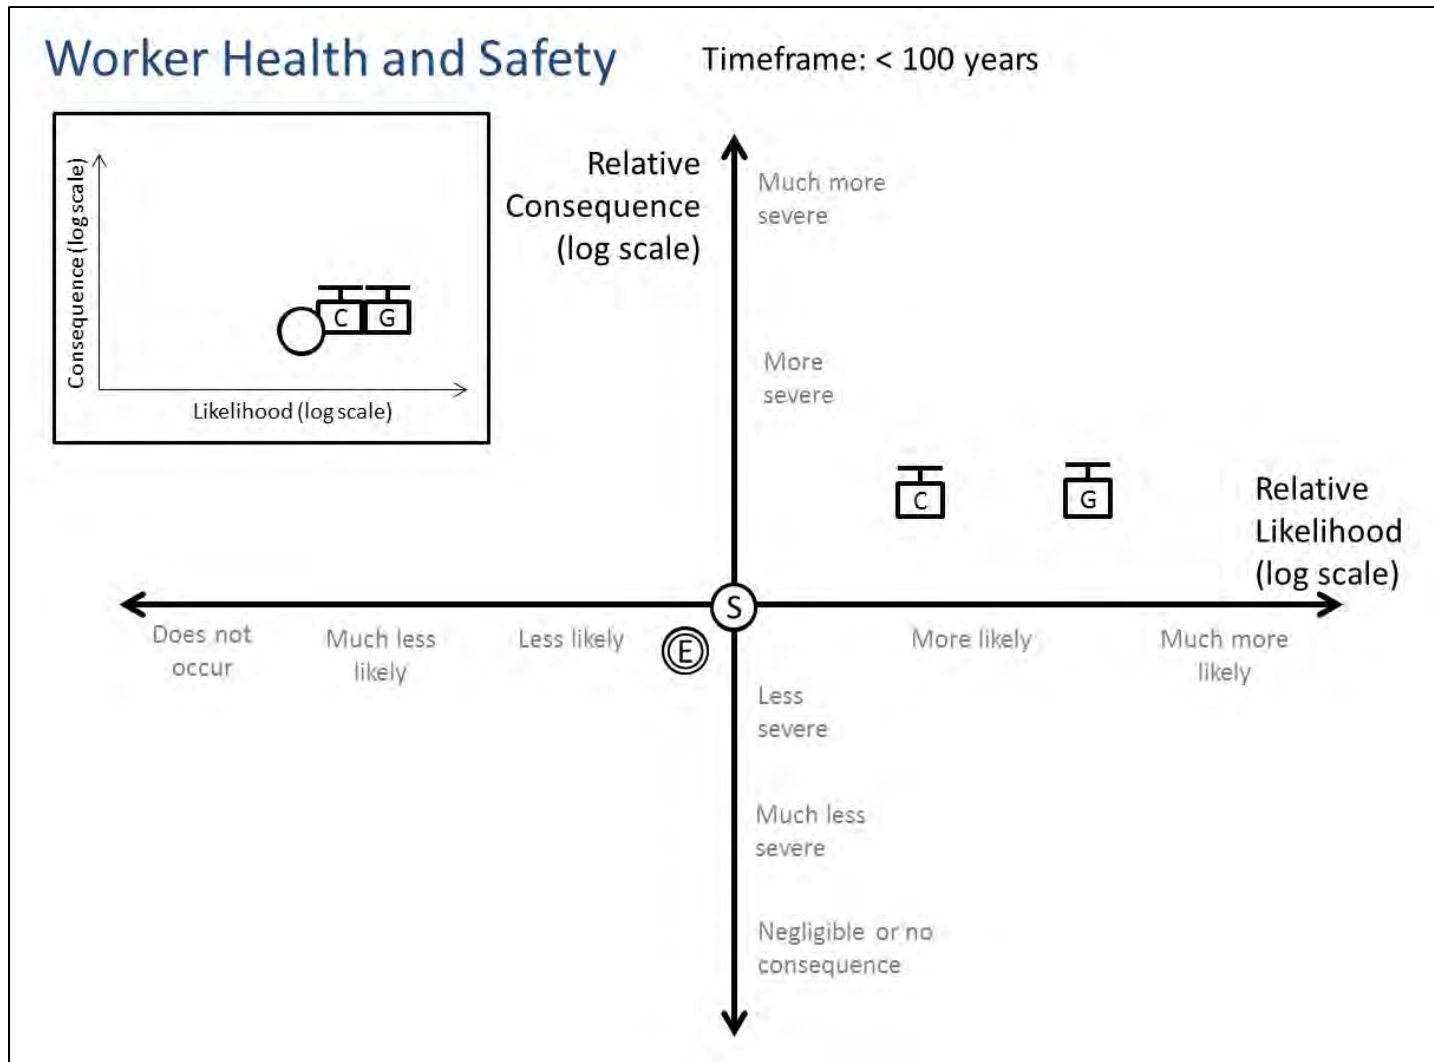 Worker Health and Safety
Timeframe: < 100 years
Consequence (log scale)
C
G
Likelihood (log scale)
Relative
Consequence
(log scale)
Much more
severe
More
severe
C
G
Relative
Likelihood
(log scale)
S
E
Does not
occur
Much less
likely
Less likely
More likely
Much more
likely
Less
severe
Much less
severe
Negligible or no
consequence